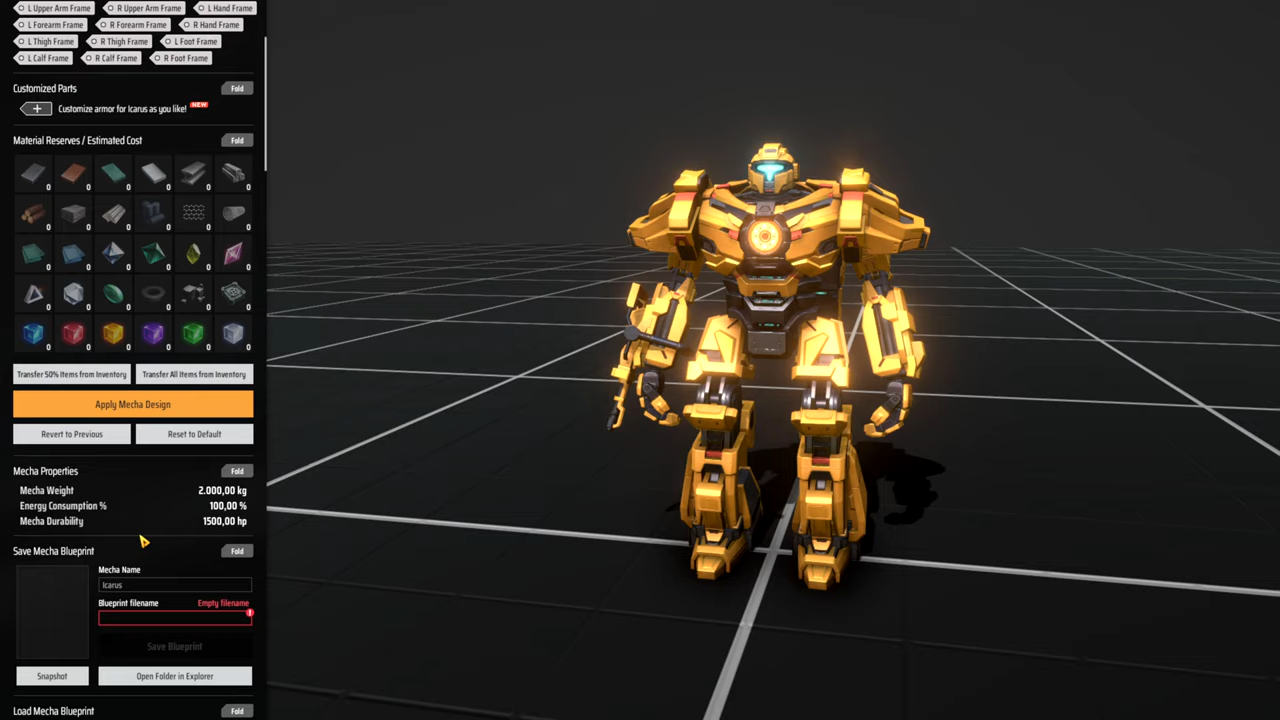 L Upper Arm Frame R Upper Arm Frame L Hand Frame
L Forearm Frame R Forearm Frame R Hand Frame
L Thigh Frame R Thigh Frame L Foot Frame
L Calf Frame R Calf Frame R Foot Frame
Customized Parts Fold
+ Customize armor for Icarus as you like! NEW
Material Reserves / Estimated Cost Fold
0 0 0 0 0 0
0 0 0 0 0 0
0 0 0 0 0 0
0 0 0 0 0 0
0 0 0 0 0 0
Transfer 50% Items from Inventory Transfer All Items from Inventory
Apply Mecha Design
Revert to Previous Reset to Default
Mecha Properties Fold
Mecha Weight 2.000,00 kg
Energy Consumption % 100,00 %
Mecha Durability 1500,00 hp
Save Mecha Blueprint Fold
Mecha Name
Icarus
Blueprint filename Empty filename
!
Save Blueprint
Snapshot Open Folder in Explorer
Load Mecha Blueprint Fold